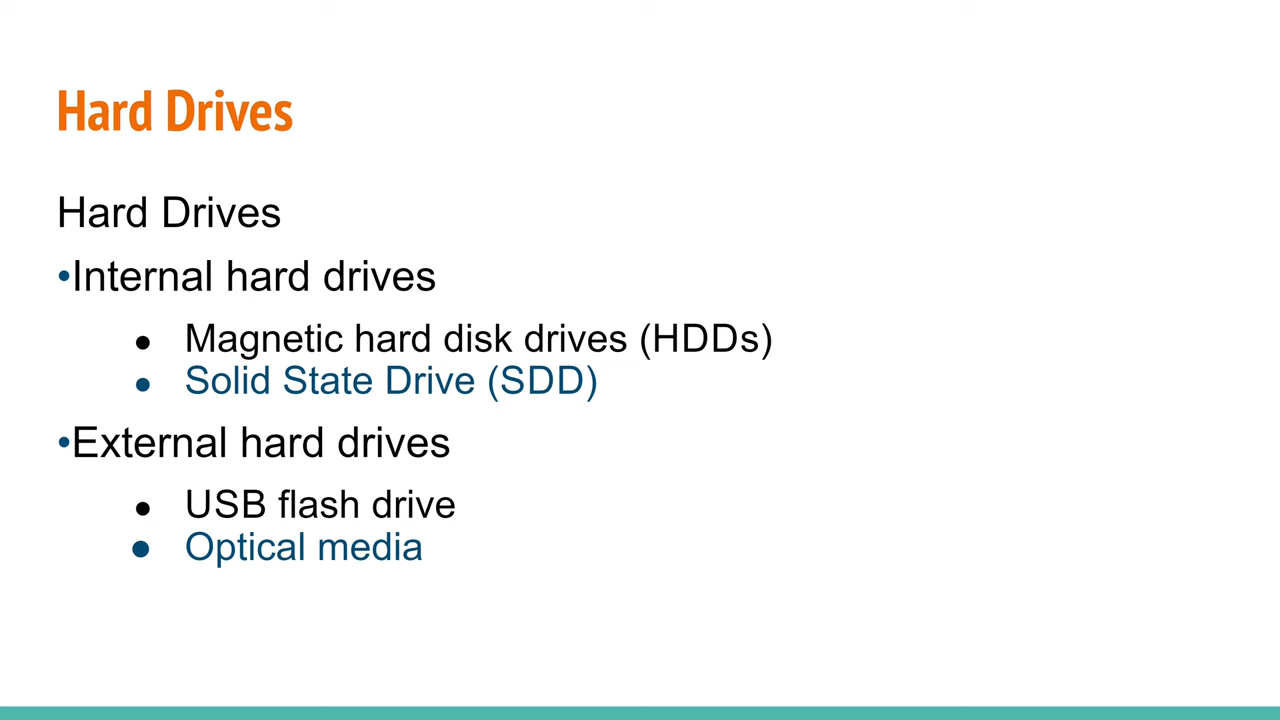 Hard Drives
Hard Drives
•Internal hard drives
● Magnetic hard disk drives (HDDs)
● Solid State Drive (SDD)
•External hard drives
● USB flash drive
● Optical media